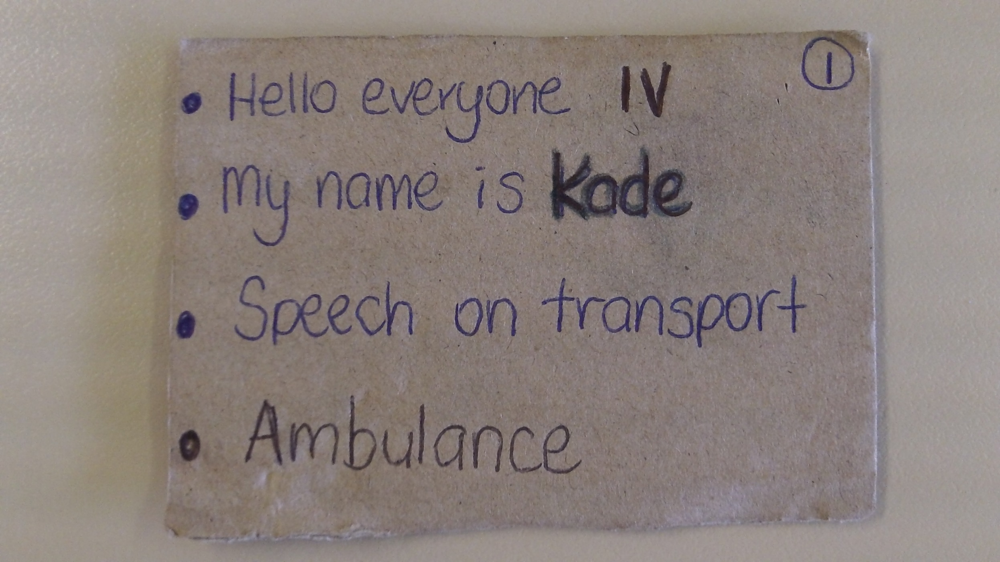 ①
• Hello everyone IV
• My name is Kade
• Speech on transport
• Ambulance